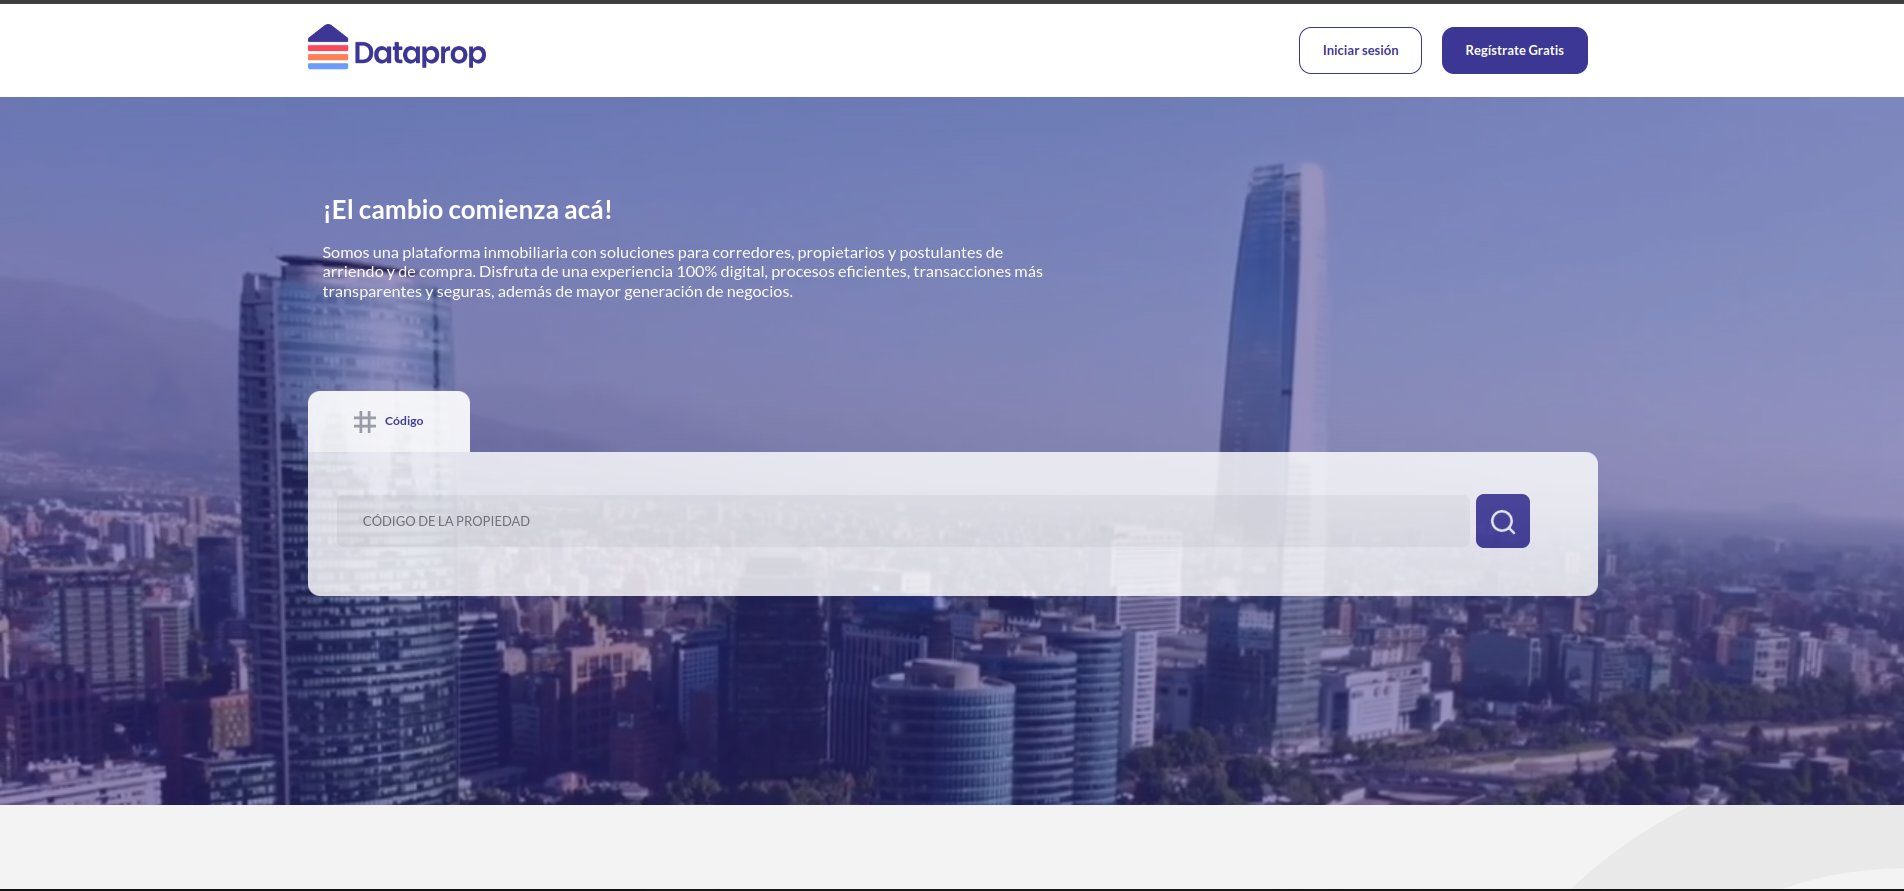 Dataprop
Iniciar sesión
Regístrate Gratis
¡El cambio comienza acá!
Somos una plataforma inmobiliaria con soluciones para corredores, propietarios y postulantes de
arriendo y de compra. Disfruta de una experiencia 100% digital, procesos eficientes, transacciones más
transparentes y seguras, además de mayor generación de negocios.
Código
CÓDIGO DE LA PROPIEDAD